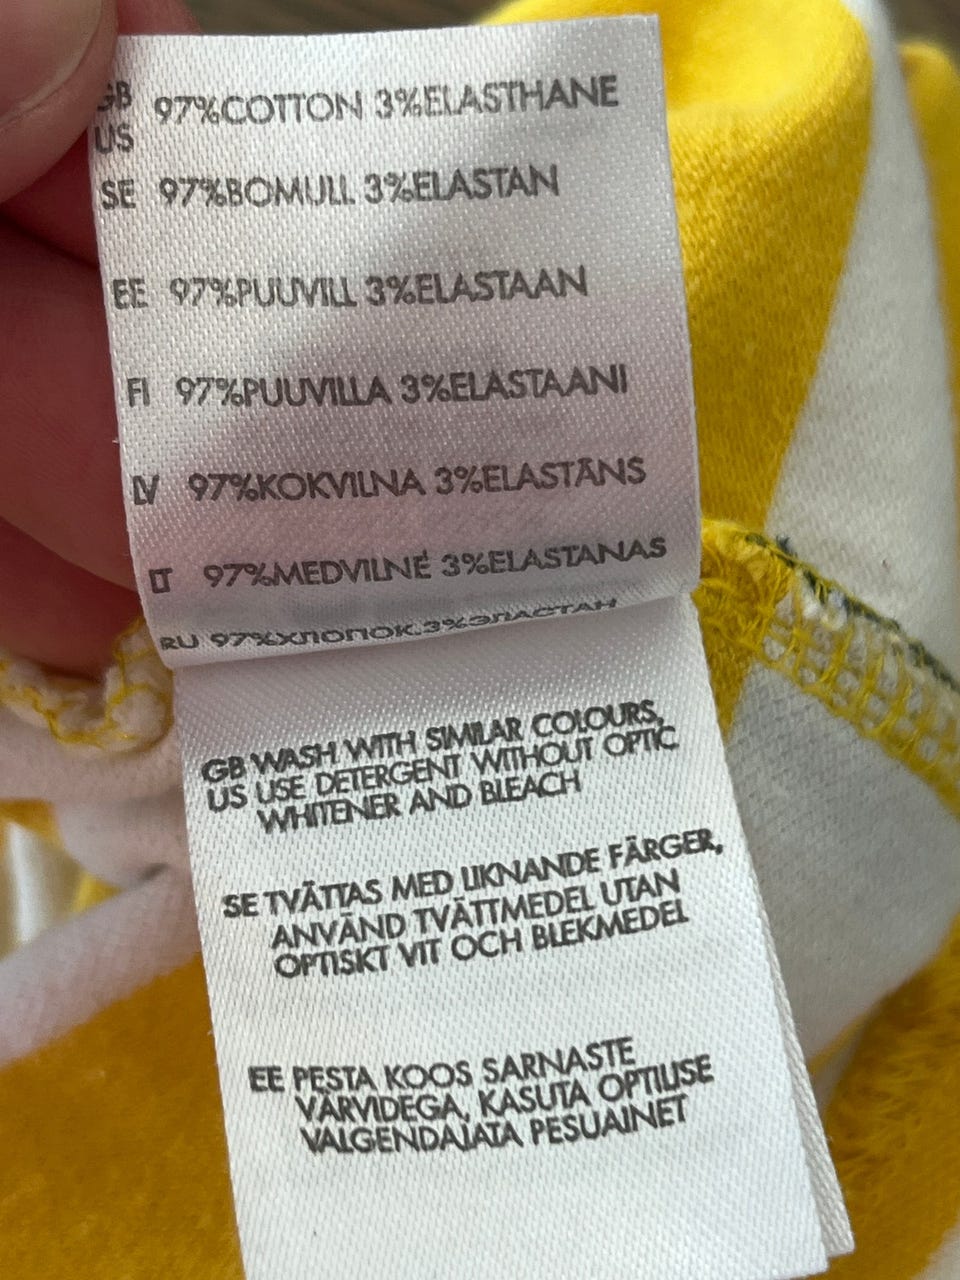 GB 97%COTTON 3%ELASTHANE
US
SE 97%BOMULL 3%ELASTAN
EE 97%PUUVILL 3%ELASTAAN
FI 97%PUUVILLA 3%ELASTAANI
LV 97%KOKVILNA 3%ELASTĀNS
LT 97%MEDVILNĖ 3%ELASTANAS
RU 97%ХЛОПОК.3%ЭЛАСТАН
GB WASH WITH SIMILAR COLOURS,
US USE DETERGENT WITHOUT OPTIC
WHITENER AND BLEACH
SE TVÄTTAS MED LIKNANDE FÄRGER,
ANVÄND TVÄTTMEDEL UTAN
OPTISKT VIT OCH BLEKMEDEL
EE PESTA KOOS SARNASTE
VÄRVIDEGA, KASUTA OPTILISE
VALGENDAJATA PESUAINET